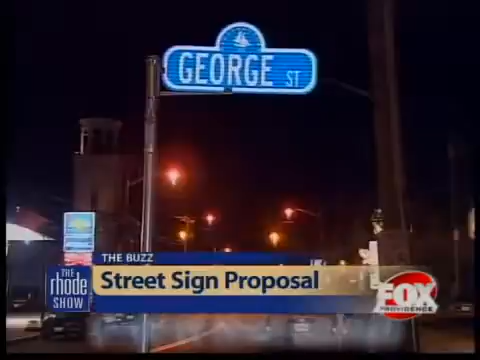 GEORGE ST
THE BUZZ
THE
rhode
SHOW
Street Sign Proposal
FOX
PROVIDENCE